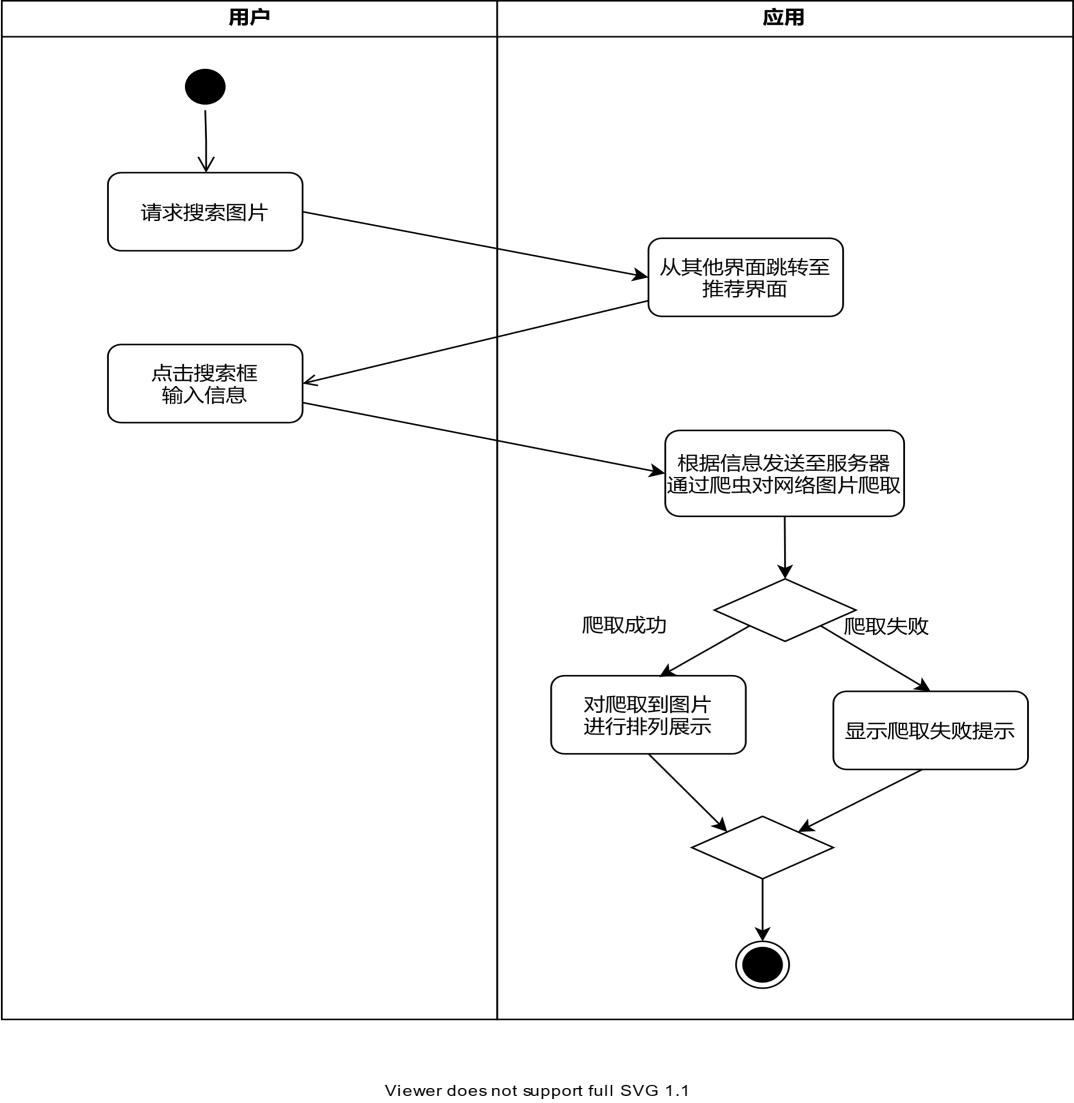 用户
应用
请求搜索图片
从其他界面跳转至
推荐界面
点击搜索框
输入信息
根据信息发送至服务器
通过爬虫对网络图片爬取
爬取成功
爬取失败
对爬取到图片
进行排列展示
显示爬取失败提示
Viewer does not support full SVG 1.1